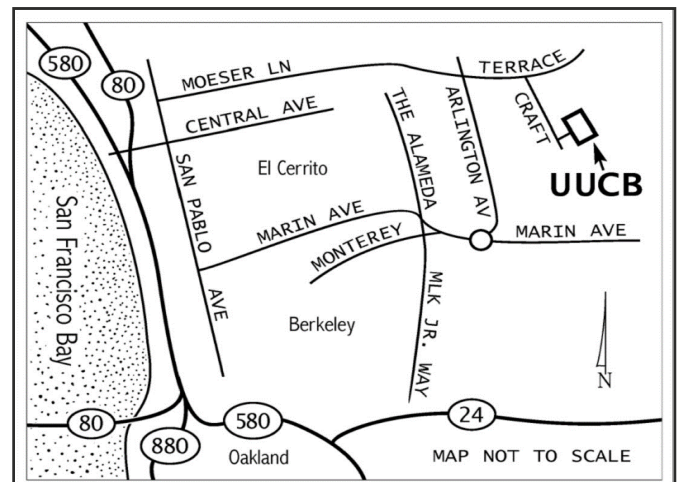 580
80
MOESER LN
TERRACE
CENTRAL AVE
THE ALAMEDA
ARLINGTON AV
CRAFT
SAN PABLO AVE
El Cerrito
UUCB
San Francisco Bay
MARIN AVE
MARIN AVE
MONTEREY
MLK JR. WAY
Berkeley
N
80
880
580
24
Oakland
MAP NOT TO SCALE